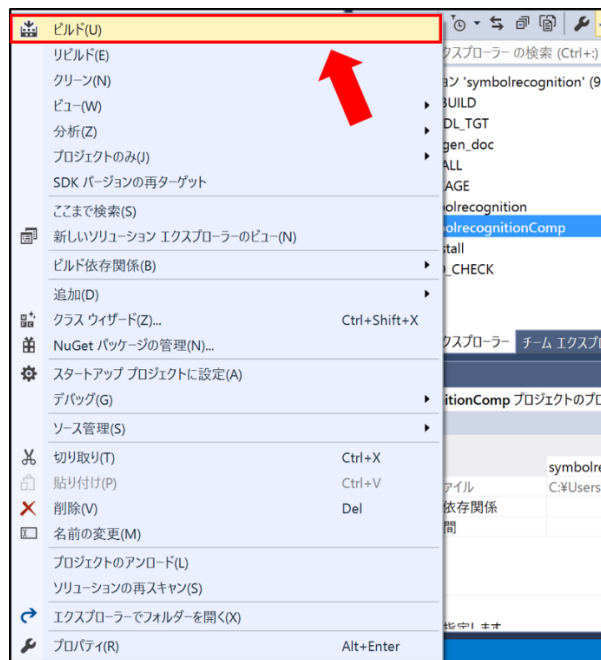 ビルド(U)
リビルド(E)
クリーン(N)
ビュー(W)
分析(Z)
プロジェクトのみ(J)
SDK バージョンの再ターゲット
ここまで検索(S)
新しいソリューション エクスプローラーのビュー(N)
ビルド依存関係(B)
追加(D)
クラス ウィザード(Z)... Ctrl+Shift+X
NuGet パッケージの管理(N)...
スタートアップ プロジェクトに設定(A)
デバッグ(G)
ソース管理(S)
切り取り(T) Ctrl+X
貼り付け(P) Ctrl+V
削除(V) Del
名前の変更(M)
プロジェクトのアンロード(L)
ソリューションの再スキャン(S)
エクスプローラーでフォルダーを開く(X)
プロパティ(R) Alt+Enter
クスプローラー の検索 (Ctrl+:)
ョン 'symbolrecognition' (9
BUILD
DL_TGT
gen_doc
ALL
AGE
bolrecognition
bolrecognitionComp
stall
_CHECK
クスプローラー チーム エクスプ
itionComp プロジェクトのプロ
symbolre
ァイル C:¥Users
依存関係
間